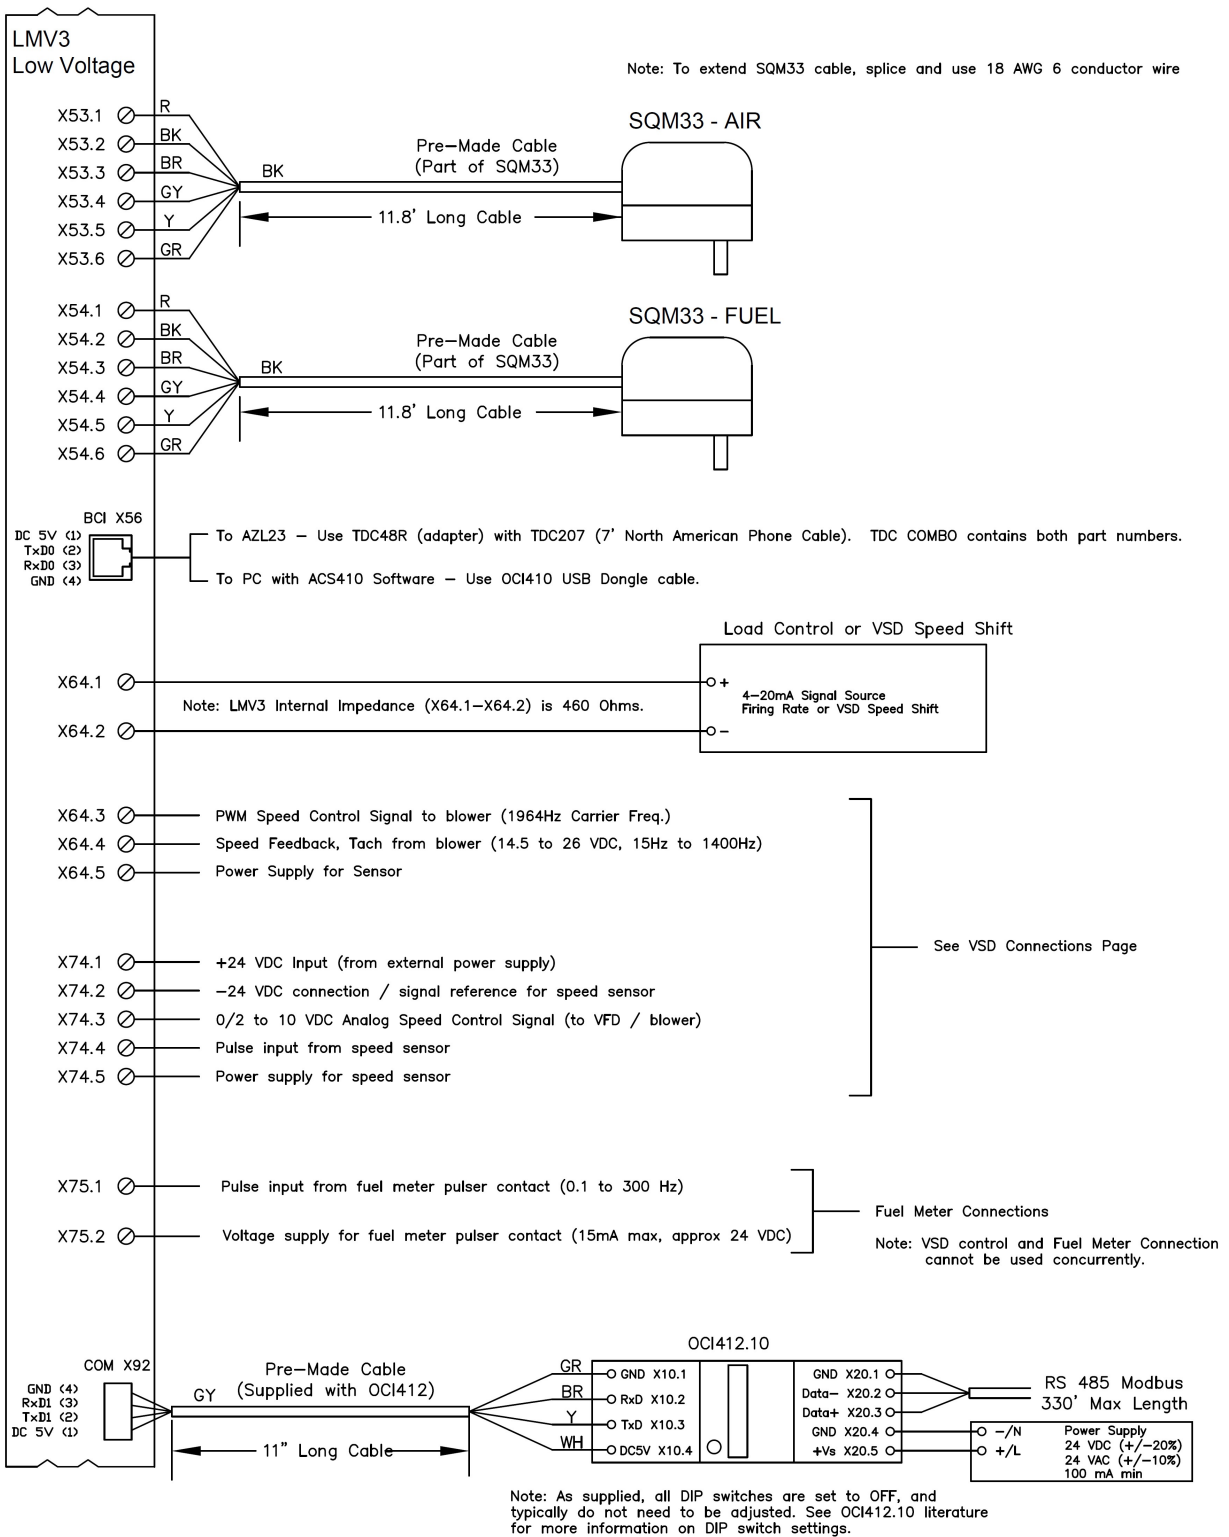 LMV3
Low Voltage
Note: To extend SQM33 cable, splice and use 18 AWG 6 conductor wire
X53.1 R
X53.2 BK
X53.3 BR
X53.4 GY
X53.5 Y
X53.6 GR
BK
Pre-Made Cable
(Part of SQM33)
11.8' Long Cable
SQM33 - AIR
X54.1 R
X54.2 BK
X54.3 BR
X54.4 GY
X54.5 Y
X54.6 GR
BK
Pre-Made Cable
(Part of SQM33)
11.8' Long Cable
SQM33 - FUEL
BCI X56
DC 5V (1)
TxD0 (2)
RxD0 (3)
GND (4)
To AZL23 - Use TDC48R (adapter) with TDC207 (7' North American Phone Cable). TDC COMBO contains both part numbers.
To PC with ACS410 Software - Use OCI410 USB Dongle cable.
Load Control or VSD Speed Shift
X64.1
+
4-20mA Signal Source
Firing Rate or VSD Speed Shift
Note: LMV3 Internal Impedance (X64.1-X64.2) is 460 Ohms.
X64.2
-
X64.3 PWM Speed Control Signal to blower (1964Hz Carrier Freq.)
X64.4 Speed Feedback, Tach from blower (14.5 to 26 VDC, 15Hz to 1400Hz)
X64.5 Power Supply for Sensor
See VSD Connections Page
X74.1 +24 VDC Input (from external power supply)
X74.2 -24 VDC connection / signal reference for speed sensor
X74.3 0/2 to 10 VDC Analog Speed Control Signal (to VFD / blower)
X74.4 Pulse input from speed sensor
X74.5 Power supply for speed sensor
X75.1 Pulse input from fuel meter pulser contact (0.1 to 300 Hz)
X75.2 Voltage supply for fuel meter pulser contact (15mA max, approx 24 VDC)
Fuel Meter Connections
Note: VSD control and Fuel Meter Connection
cannot be used concurrently.
COM X92
GND (4)
RxD1 (3)
TxD1 (2)
DC 5V (1)
GY
Pre-Made Cable
(Supplied with OCI412)
11" Long Cable
OCI412.10
GR GND X10.1
BR RxD X10.2
Y TxD X10.3
WH DC5V X10.4
GND X20.1
Data- X20.2
Data+ X20.3
GND X20.4
+Vs X20.5
RS 485 Modbus
330' Max Length
-/N
+/L
Power Supply
24 VDC (+/-20%)
24 VAC (+/-10%)
100 mA min
Note: As supplied, all DIP switches are set to OFF, and
typically do not need to be adjusted. See OCI412.10 literature
for more information on DIP switch settings.